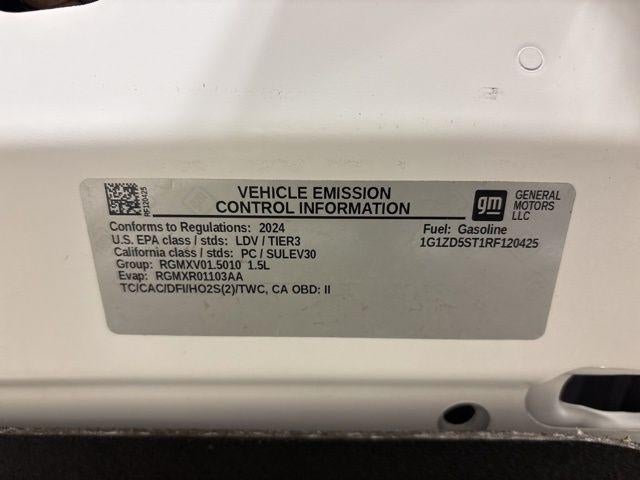 RF120425
VEHICLE EMISSION
CONTROL INFORMATION
gm
GENERAL
MOTORS
LLC
Conforms to Regulations: 2024
Fuel: Gasoline
U.S. EPA class / stds: LDV / TIER3
1G1ZD5ST1RF120425
California class / stds: PC / SULEV30
Group: RGMXV01.5010 1.5L
Evap: RGMXR01103AA
TC/CAC/DFI/HO2S(2)/TWC, CA OBD: II